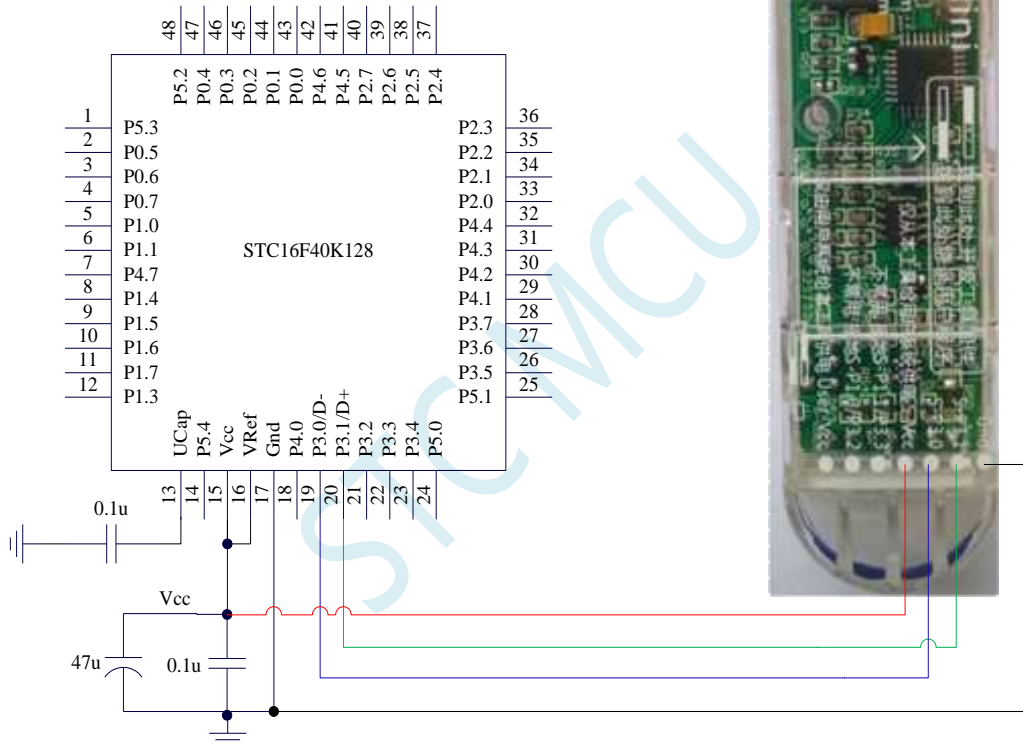 48
47
46
45
44
43
42
41
40
39
38
37
P5.2
P0.4
P0.3
P0.2
P0.1
P0.0
P4.6
P4.5
P2.7
P2.6
P2.5
P2.4
1 P5.3
2 P0.5
3 P0.6
4 P0.7
5 P1.0
6 P1.1
7 P4.7
8 P1.4
9 P1.5
10 P1.6
11 P1.7
12 P1.3
STC16F40K128
P2.3 36
P2.2 35
P2.1 34
P2.0 33
P4.4 32
P4.3 31
P4.2 30
P4.1 29
P3.7 28
P3.6 27
P3.5 26
P5.1 25
UCap
P5.4
Vcc
VRef
Gnd
P4.0
P3.0/D-
P3.1/D+
P3.2
P3.3
P3.4
P5.0
13
14
15
16
17
18
19
20
21
22
23
24
0.1u
Vcc
47u
0.1u
STC MCU